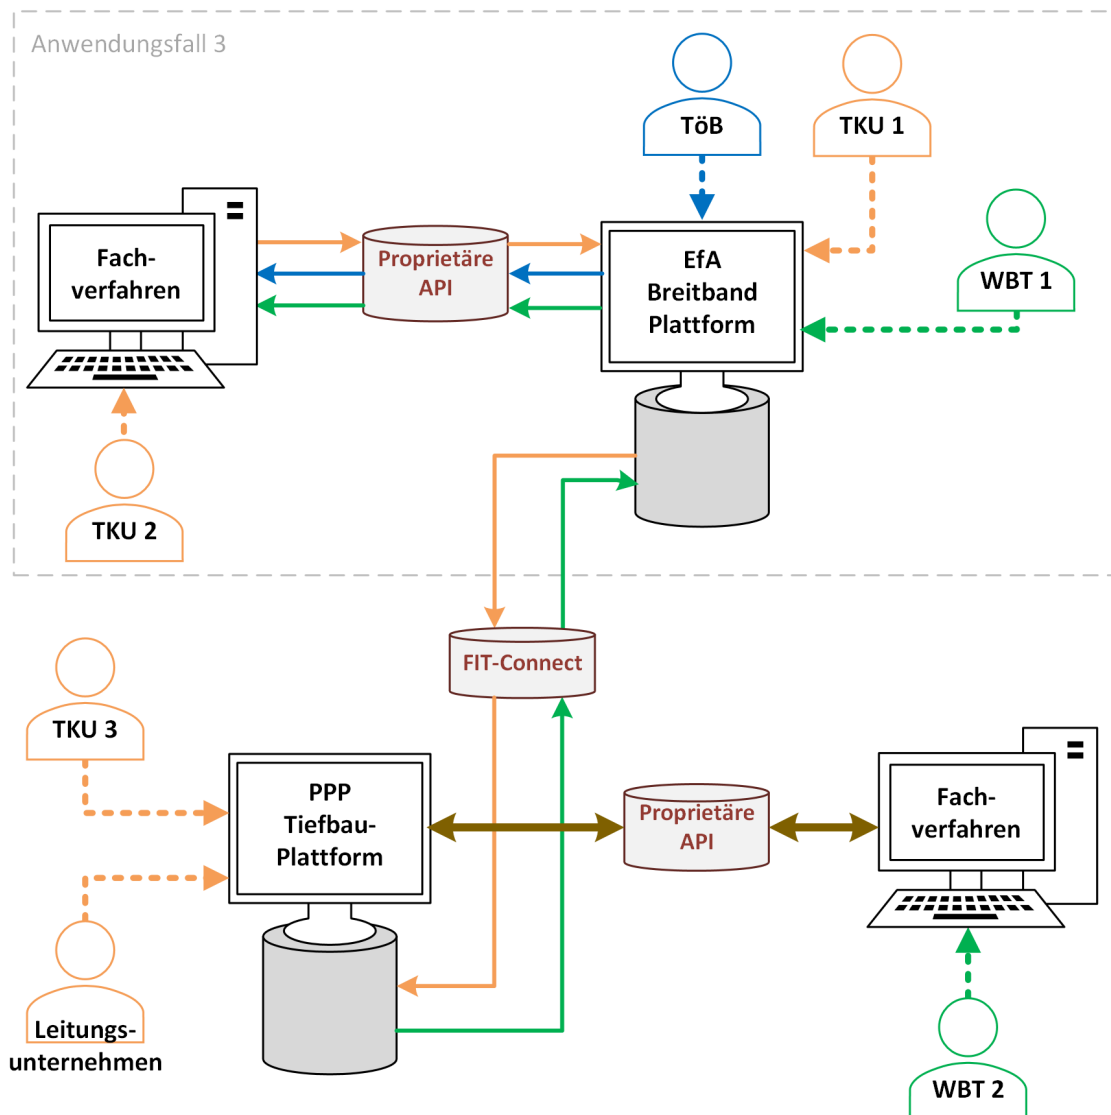 Anwendungsfall 3
TöB
TKU 1
WBT 1
Fach-
verfahren
Proprietäre
API
EfA
Breitband
Plattform
TKU 2
FIT-Connect
TKU 3
PPP
Tiefbau-
Plattform
Proprietäre
API
Fach-
verfahren
Leitungs-
unternehmen
WBT 2